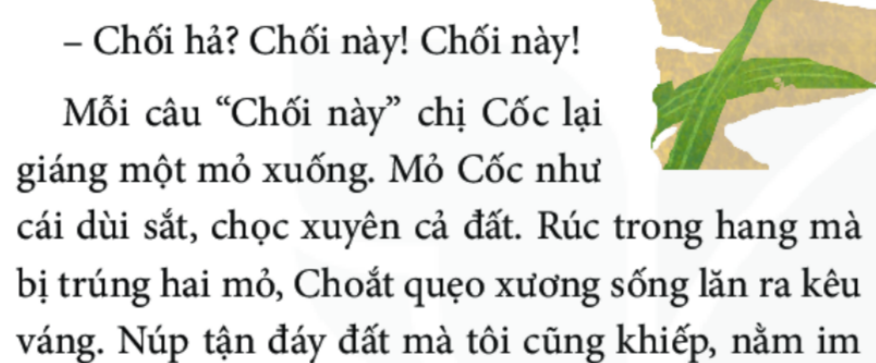 – Chối hả? Chối này! Chối này!
Mỗi câu “Chối này” chị Cốc lại
giáng một mỏ xuống. Mỏ Cốc như
cái dùi sắt, chọc xuyên cả đất. Rúc trong hang mà
bị trúng hai mỏ, Choắt quẹo xương sống lăn ra kêu
váng. Núp tận đáy đất mà tôi cũng khiếp, nằm im